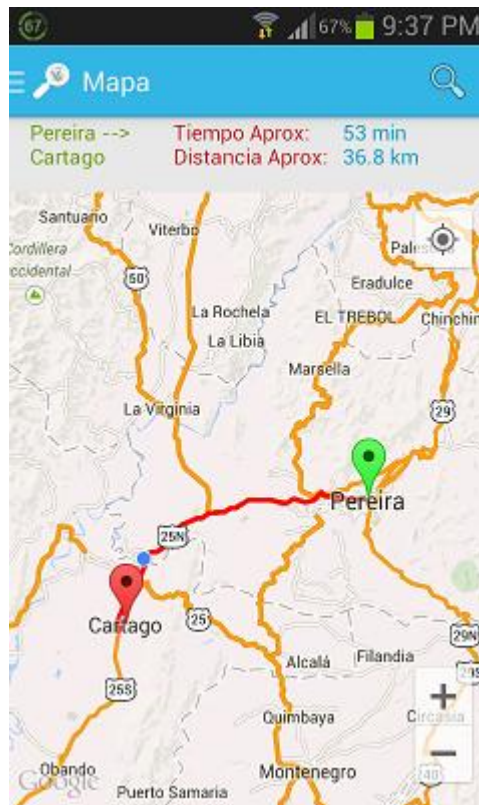 67 67% 9:37 PM
Mapa
Pereira --> Tiempo Aprox: 53 min
Cartago Distancia Aprox: 36.8 km
Santuario
Viterbo
Cordillera
Occidental
50
Eradulce
La Rochela
EL TREBOL
La Libia
Marsella
La Virginia
29
Pereira
25N
Cartago
25
29N
Alcalá
Filandia
25S
Quimbaya
Circasia
Obando
Montenegro
40
Google
Puerto Samaria